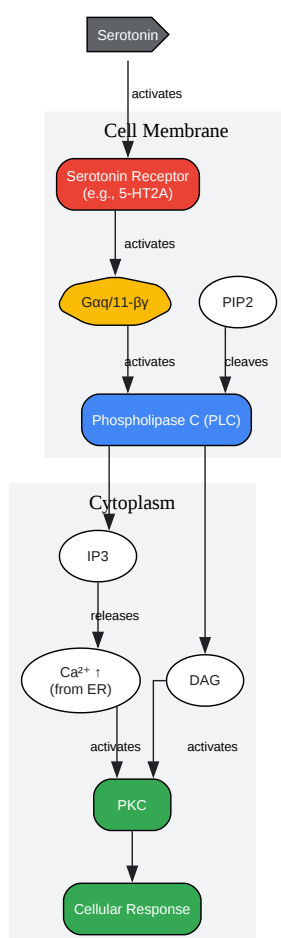 Serotonin
activates
Cell Membrane
Serotonin Receptor
(e.g., 5-HT2A)
activates
Gαq/11-βγ
PIP2
activates
cleaves
Phospholipase C (PLC)
Cytoplasm
IP3
releases
Ca²⁺ ↑
(from ER)
DAG
activates
activates
PKC
Cellular Response